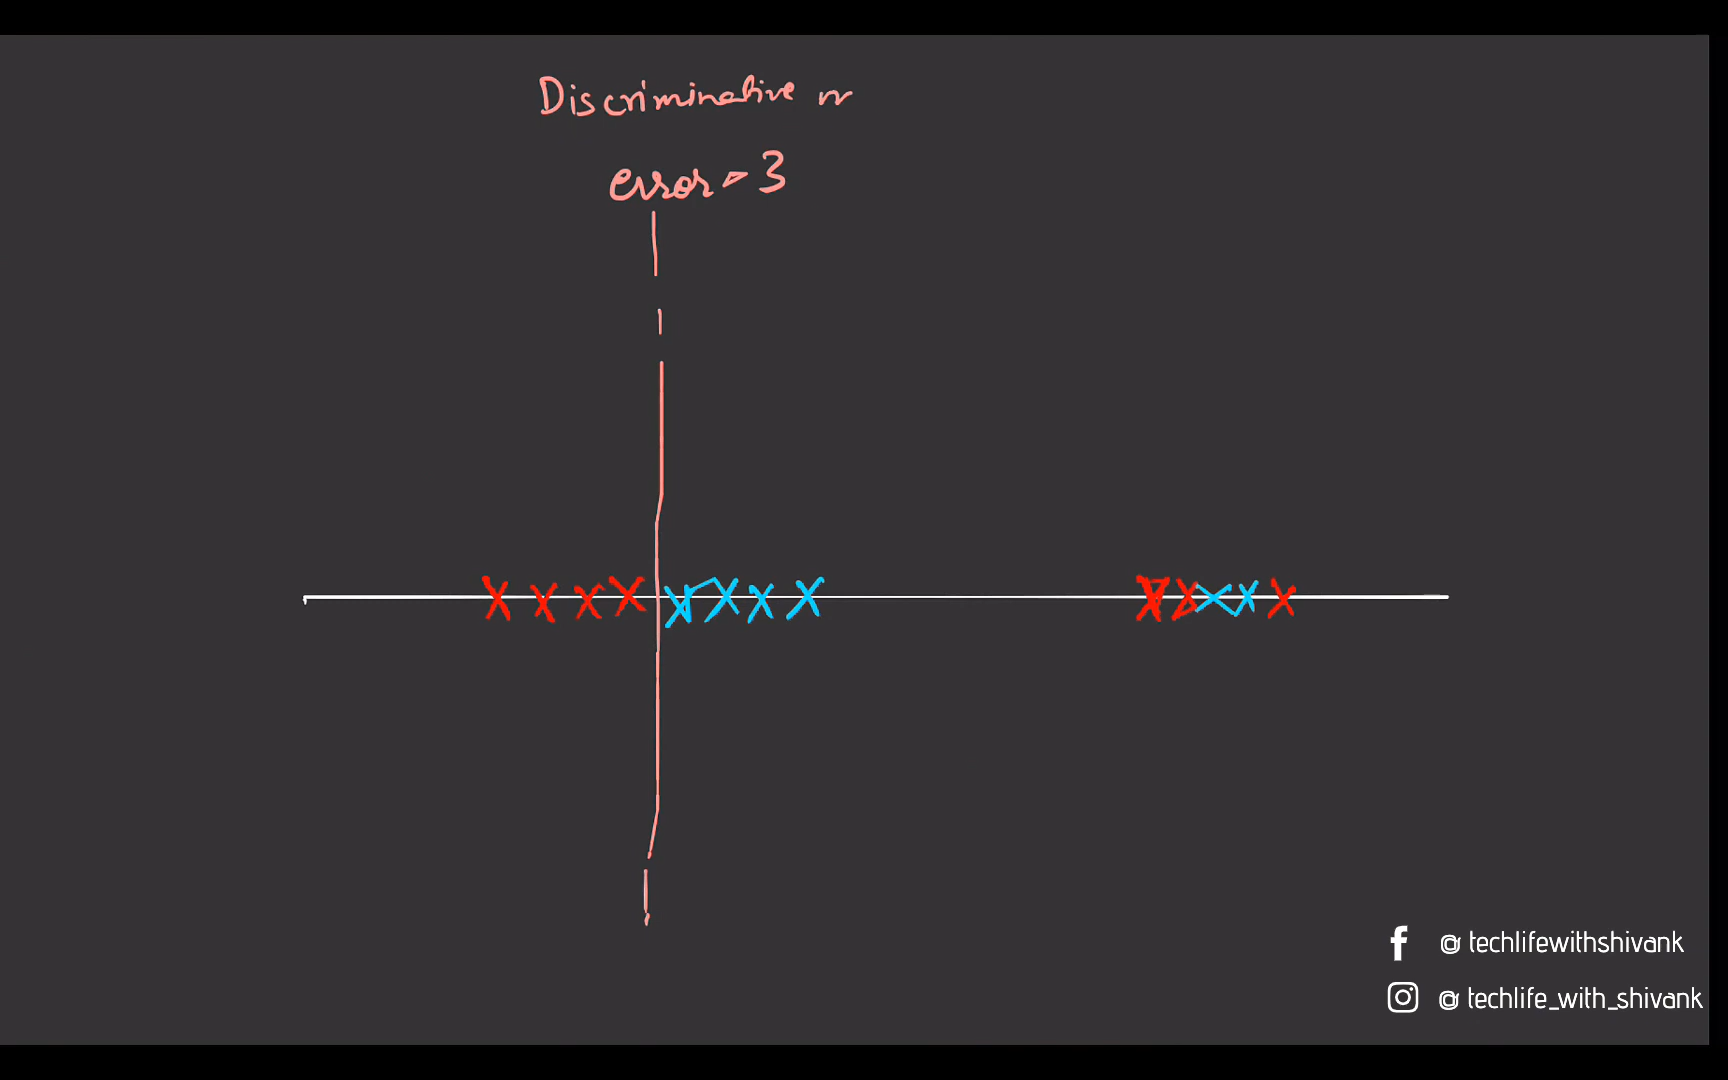 Discriminative m
error - 3
@ techlifewithshivank
@ techlife_with_shivank